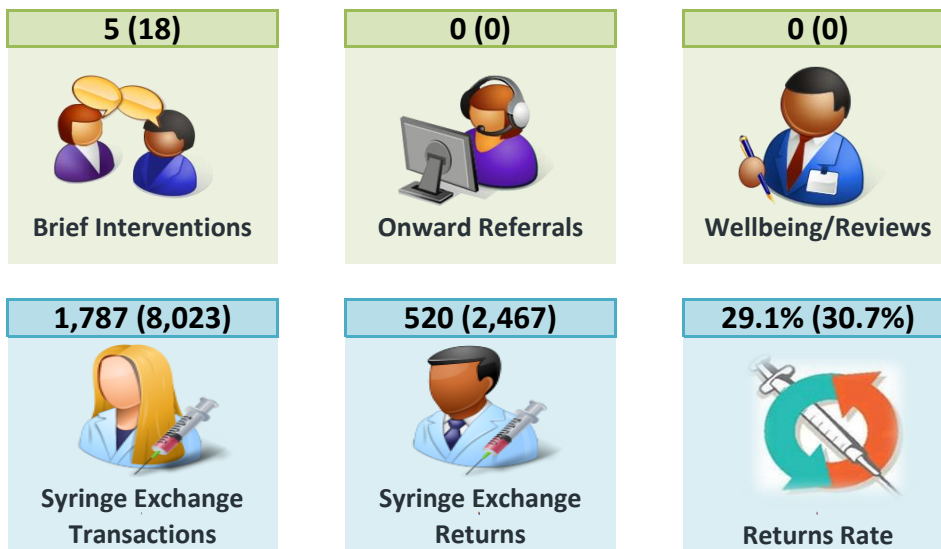 5 (18)
0 (0)
0 (0)
Brief Interventions
Onward Referrals
Wellbeing/Reviews
1,787 (8,023)
520 (2,467)
29.1% (30.7%)
Syringe Exchange
Transactions
Syringe Exchange
Returns
Returns Rate